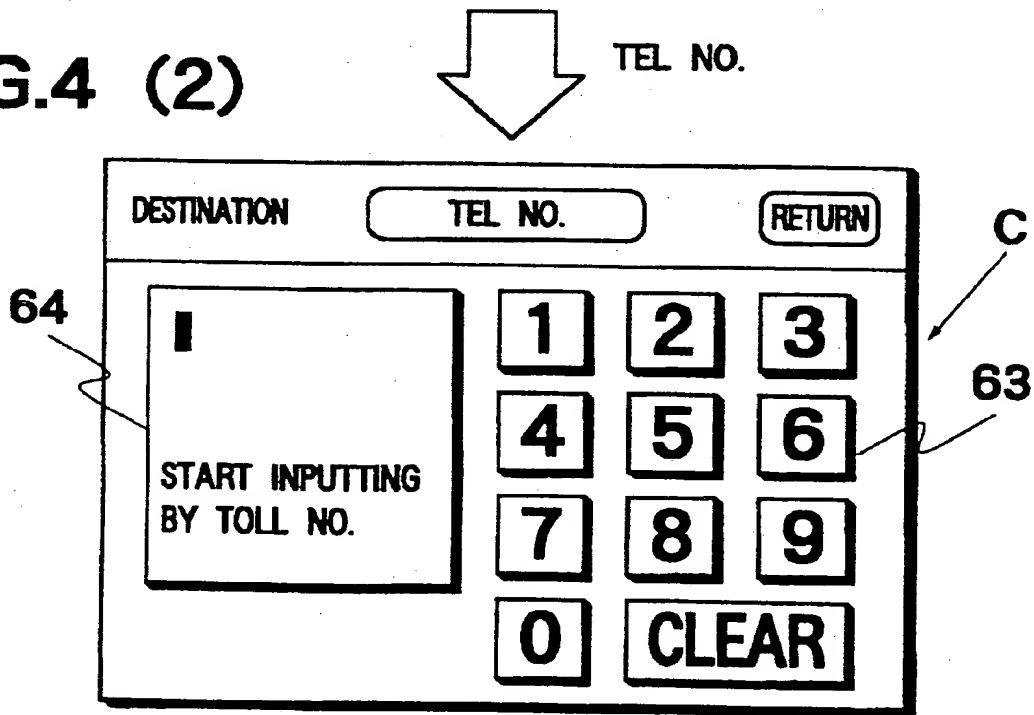 TEL NO.
G.4 (2)
DESTINATION TEL NO. RETURN
C
64
1 2 3
63
4 5 6
START INPUTTING
BY TOLL NO.
7 8 9
0 CLEAR